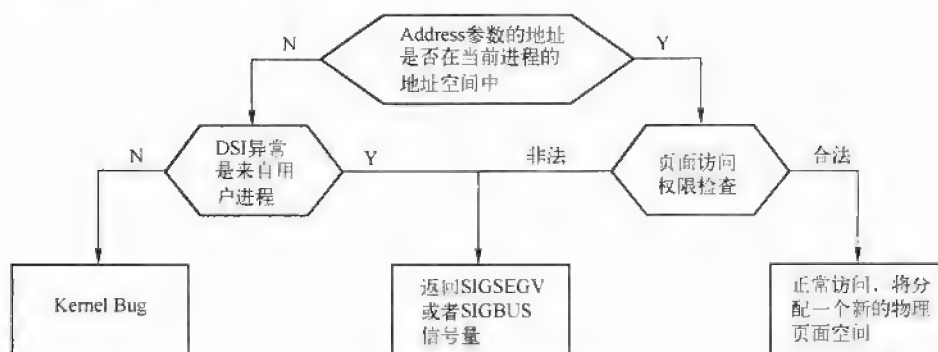 Address参数的地址
是否在当前进程的
地址空间中
N
Y
DSI异常
是来自用
户进程
N
Y
非法
页面访问
权限检查
合法
Kernel Bug
返回SIGSEGV
或者SIGBUS
信号量
正常访问、将分
配一个新的物理
页面空间